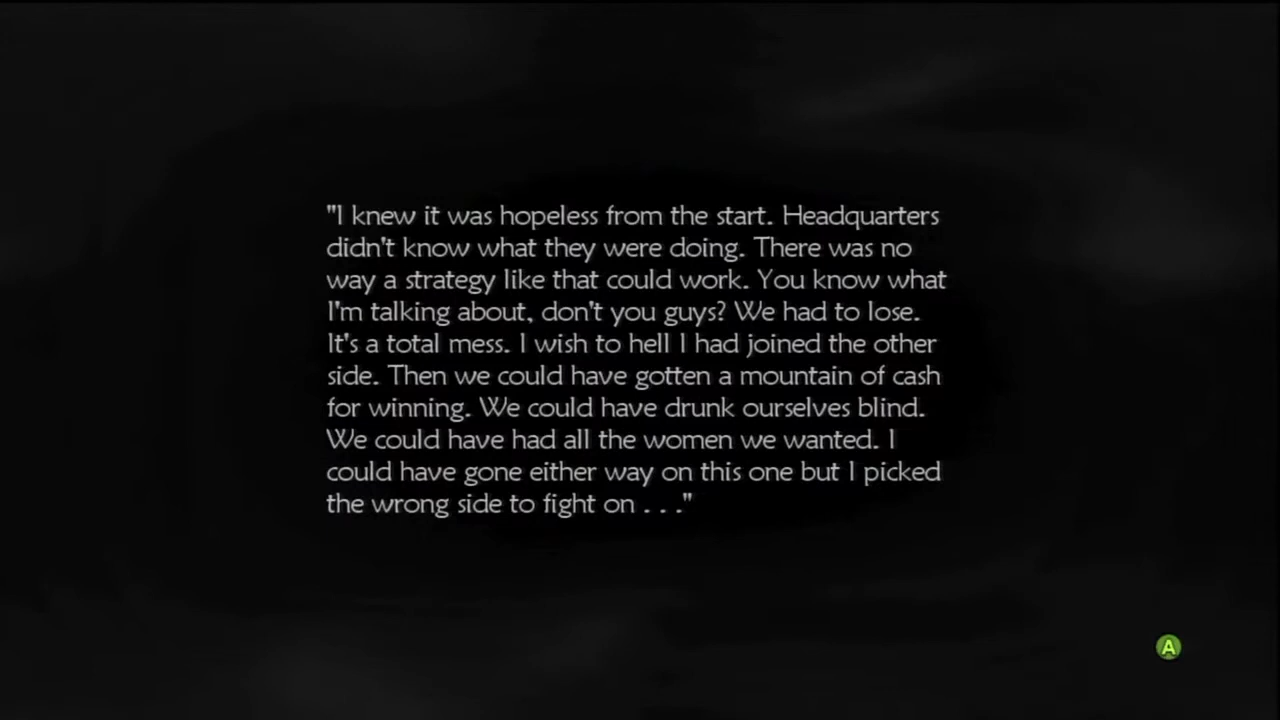 "I knew it was hopeless from the start. Headquarters
didn't know what they were doing. There was no
way a strategy like that could work. You know what
I'm talking about, don't you guys? We had to lose.
It's a total mess. I wish to hell I had joined the other
side. Then we could have gotten a mountain of cash
for winning. We could have drunk ourselves blind.
We could have had all the women we wanted. I
could have gone either way on this one but I picked
the wrong side to fight on . . ."
A